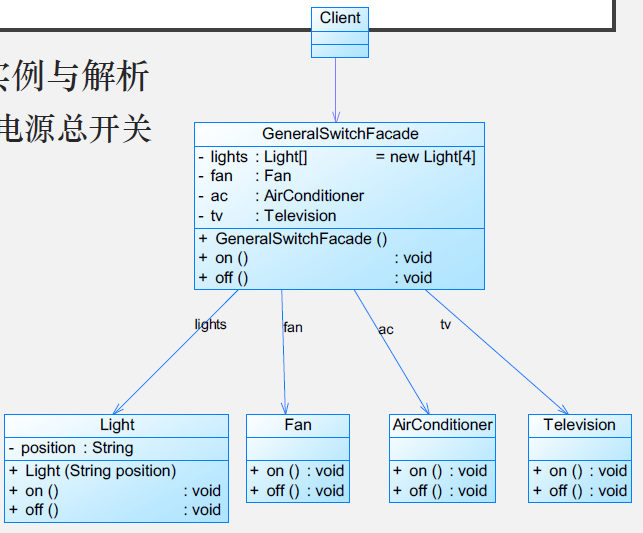 Client
实例与解析
电源总开关
GeneralSwitchFacade
- lights : Light[] = new Light[4]
- fan : Fan
- ac : AirConditioner
- tv : Television
+ GeneralSwitchFacade ()
+ on () : void
+ off () : void
lights
fan
ac
tv
Light
- position : String
+ Light (String position)
+ on () : void
+ off () : void
Fan
+ on () : void
+ off () : void
AirConditioner
+ on () : void
+ off () : void
Television
+ on () : void
+ off () : void